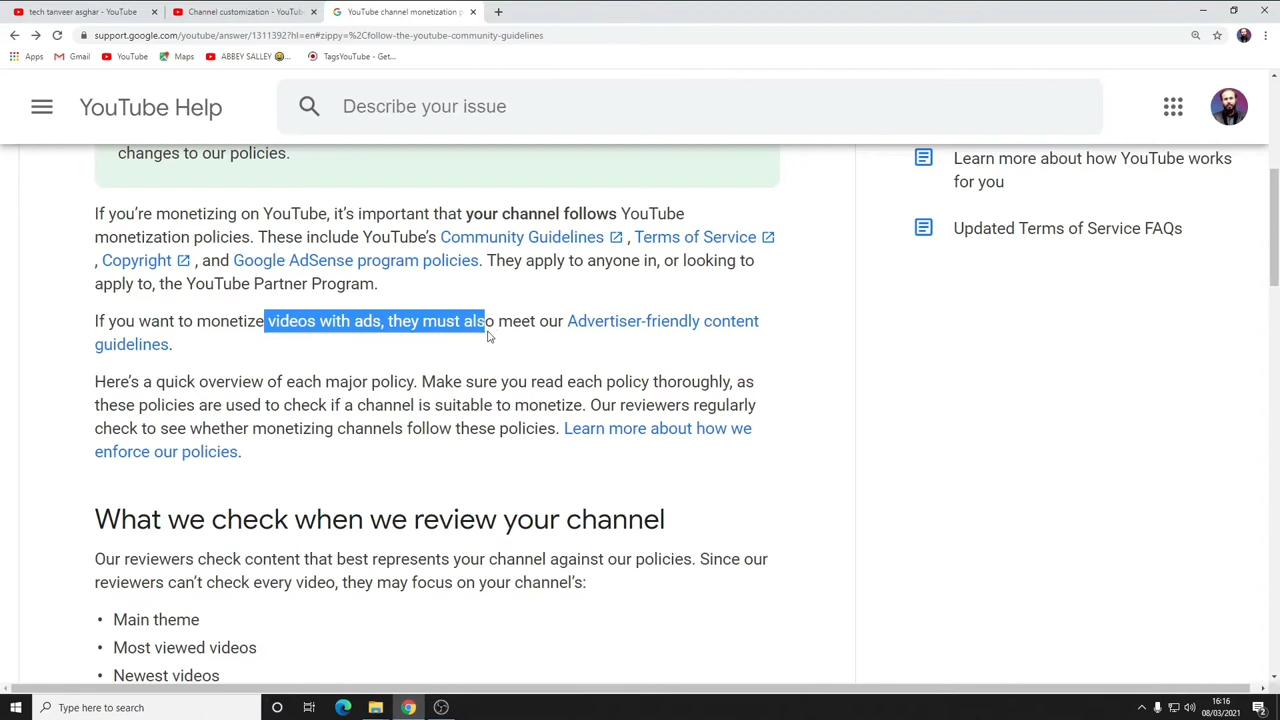 tech tanveer asghar - YouTube
Channel customization - YouTub
YouTube channel monetization p
support.google.com/youtube/answer/1311392?hl=en#zippy=%2Cfollow-the-youtube-community-guidelines
Apps
Gmail
YouTube
Maps
ABBEY SALLEY 😂...
TagsYouTube - Get...
YouTube Help
Describe your issue
changes to our policies.
If you’re monetizing on YouTube, it’s important that your channel follows YouTube
monetization policies. These include YouTube’s Community Guidelines , Terms of Service
, Copyright , and Google AdSense program policies. They apply to anyone in, or looking to
apply to, the YouTube Partner Program.
If you want to monetize videos with ads, they must also meet our Advertiser-friendly content
guidelines.
Here’s a quick overview of each major policy. Make sure you read each policy thoroughly, as
these policies are used to check if a channel is suitable to monetize. Our reviewers regularly
check to see whether monetizing channels follow these policies. Learn more about how we
enforce our policies.
What we check when we review your channel
Our reviewers check content that best represents your channel against our policies. Since our
reviewers can’t check every video, they may focus on your channel’s:
• Main theme
• Most viewed videos
• Newest videos
Learn more about how YouTube works
for you
Updated Terms of Service FAQs
Type here to search
16:16
08/03/2021
2